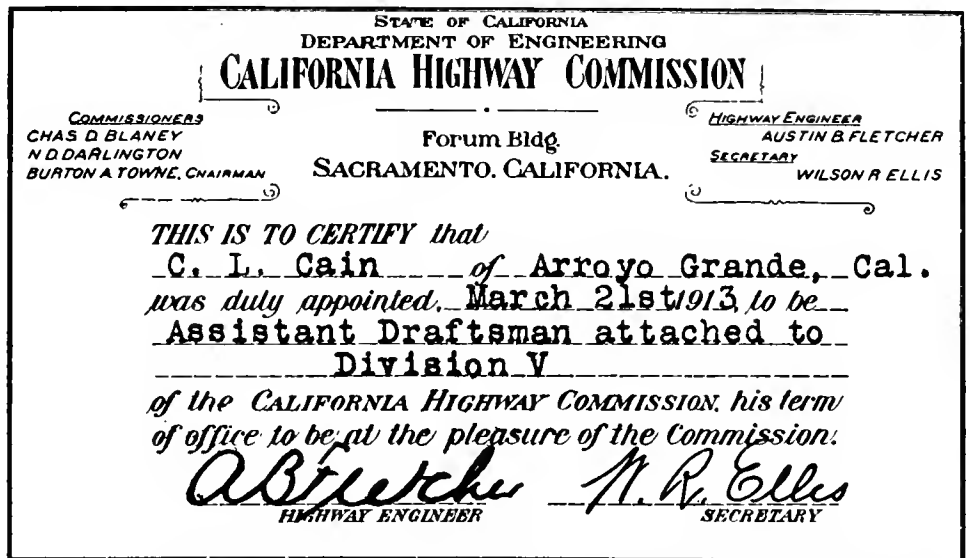 STATE OF CALIFORNIA
DEPARTMENT OF ENGINEERING
CALIFORNIA HIGHWAY COMMISSION
COMMISSIONERS
CHAS D. BLANEY
N.D. DARLINGTON
BURTON A TOWNE, CHAIRMAN
Forum Bldg.
SACRAMENTO. CALIFORNIA.
HIGHWAY ENGINEER
AUSTIN B. FLETCHER
SECRETARY
WILSON R ELLIS
THIS IS TO CERTIFY that
C. L. Cain of Arroyo Grande, Cal.
was duly appointed, March 21st 1913, to be
Assistant Draftsman attached to
Division V
of the CALIFORNIA HIGHWAY COMMISSION, his term
of office to be at the pleasure of the Commission.
A B Fletcher W. R. Ellis
HIGHWAY ENGINEER SECRETARY